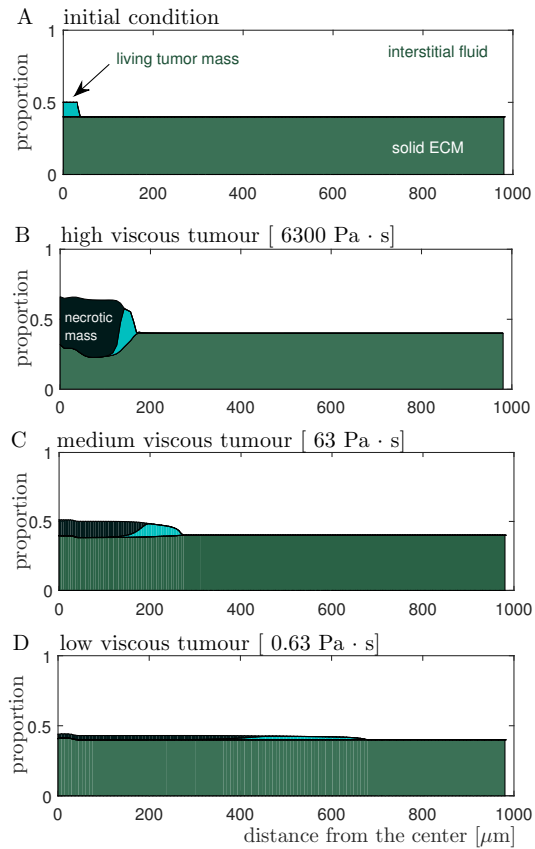 A initial condition
1
living tumor mass
interstitial fluid
0.5
proportion
solid ECM
0
0 200 400 600 800 1000
B high viscous tumour [ 6300 Pa · s]
1
necrotic
mass
0.5
proportion
0
0 200 400 600 800 1000
C medium viscous tumour [ 63 Pa · s]
1
0.5
proportion
0
0 200 400 600 800 1000
D low viscous tumour [ 0.63 Pa · s]
1
0.5
proportion
0
0 200 400 600 800 1000
distance from the center [μm]